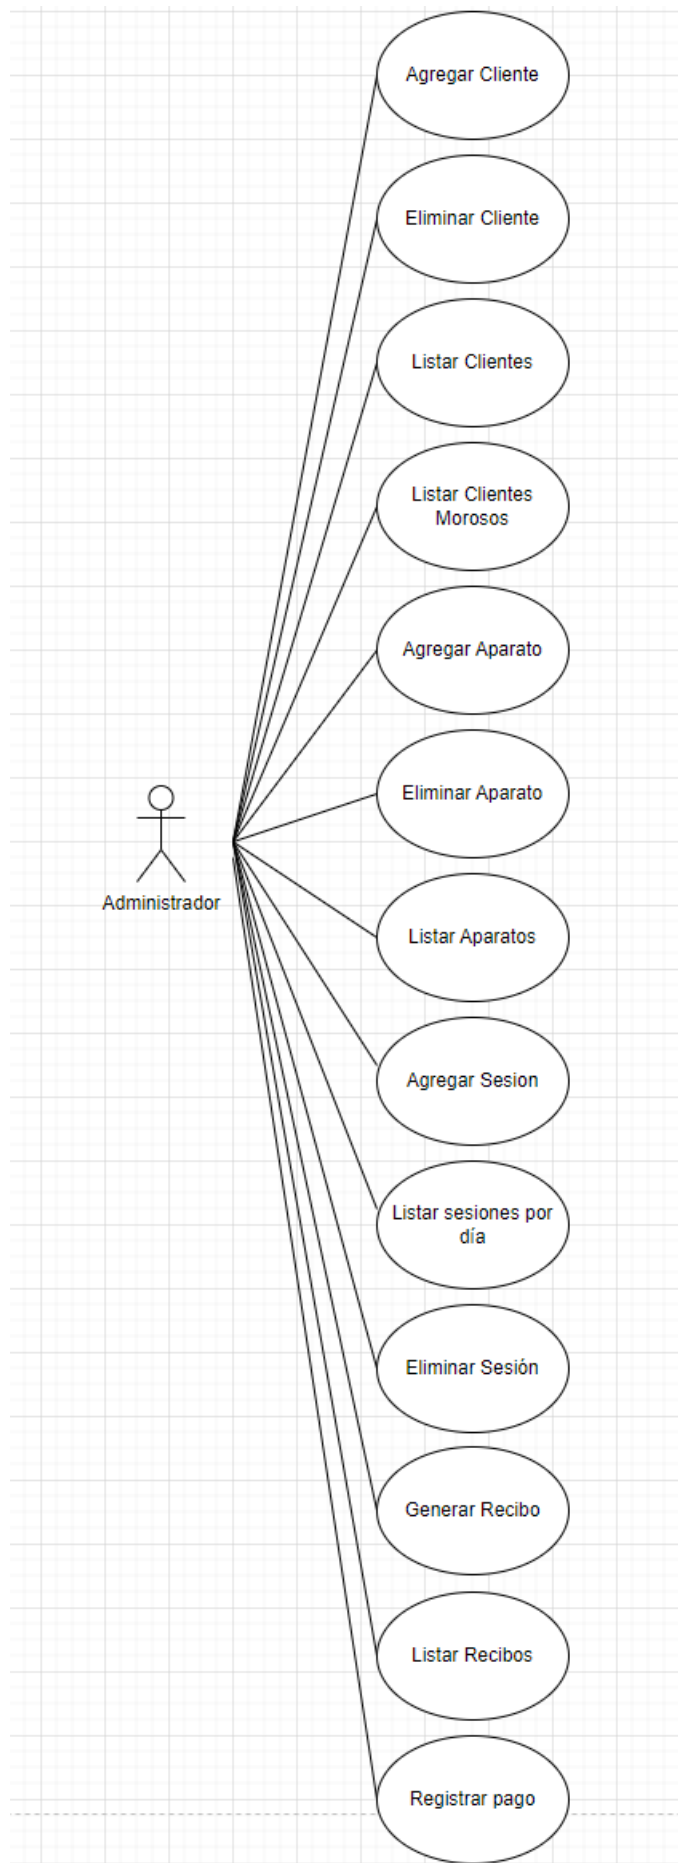 Agregar Cliente
Eliminar Cliente
Listar Clientes
Listar Clientes
Morosos
Agregar Aparato
Eliminar Aparato
Administrador
Listar Aparatos
Agregar Sesion
Listar sesiones por
día
Eliminar Sesión
Generar Recibo
Listar Recibos
Registrar pago